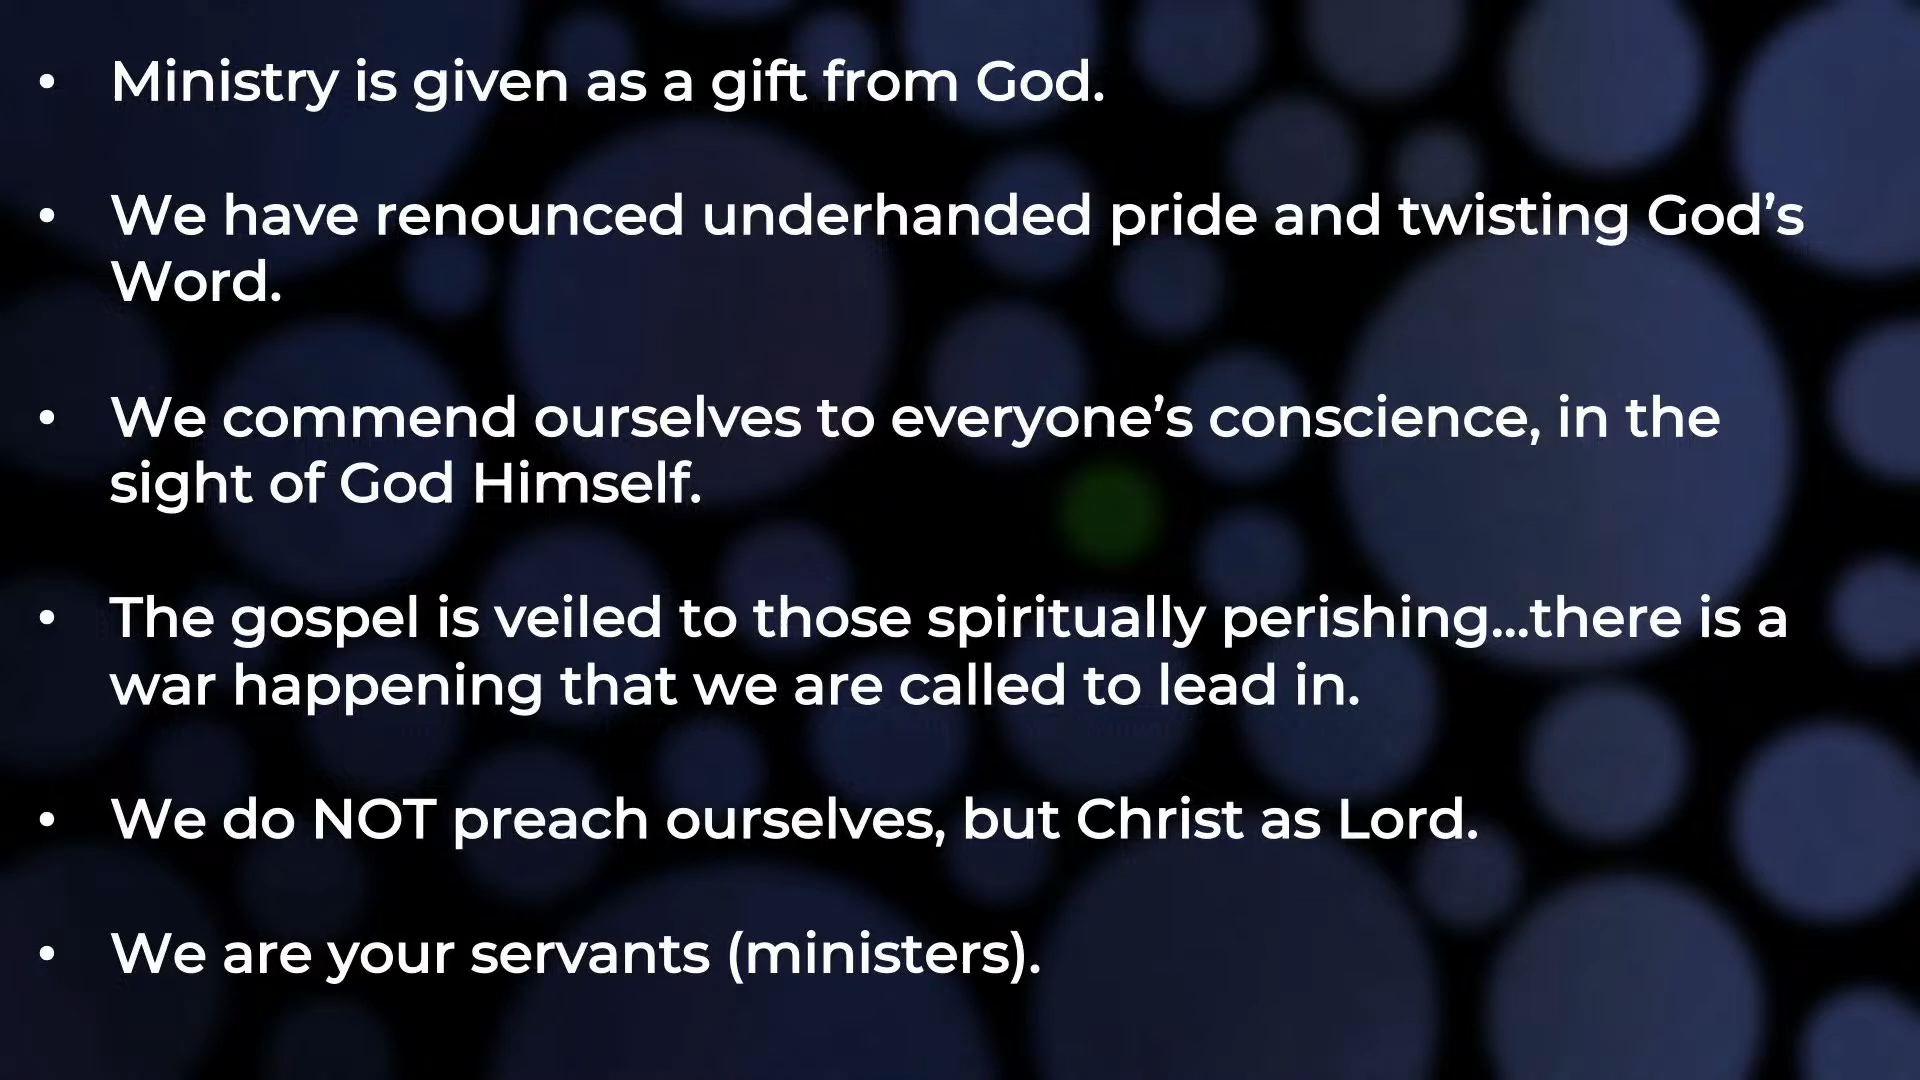 • Ministry is given as a gift from God.
• We have renounced underhanded pride and twisting God’s
Word.
• We commend ourselves to everyone’s conscience, in the
sight of God Himself.
• The gospel is veiled to those spiritually perishing...there is a
war happening that we are called to lead in.
• We do NOT preach ourselves, but Christ as Lord.
• We are your servants (ministers).